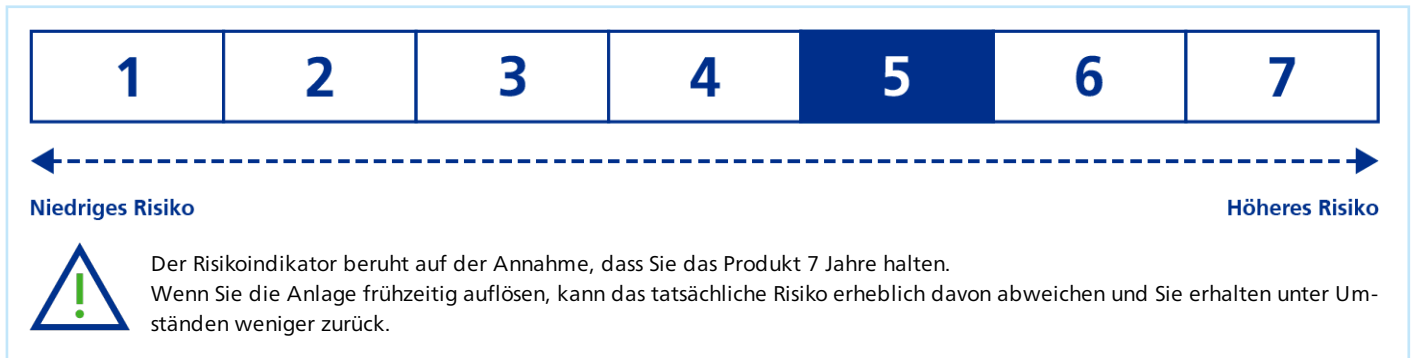 1 2 3 4 5 6 7
Niedriges Risiko Höheres Risiko
Der Risikoindikator beruht auf der Annahme, dass Sie das Produkt 7 Jahre halten.
Wenn Sie die Anlage frühzeitig auflösen, kann das tatsächliche Risiko erheblich davon abweichen und Sie erhalten unter Um-
ständen weniger zurück.